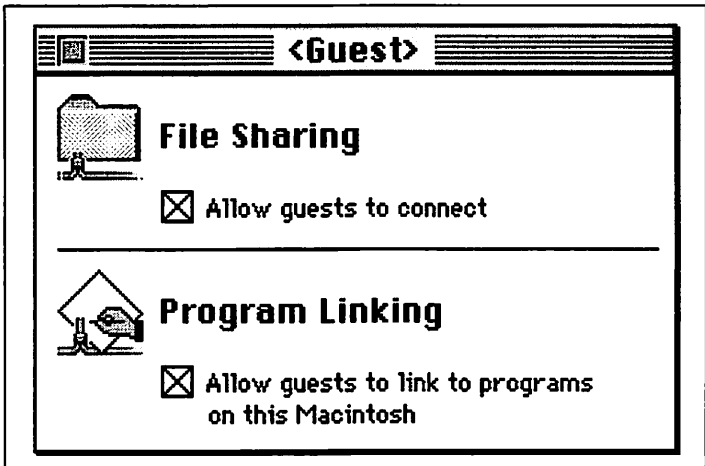 <Guest>
File Sharing
Allow guests to connect
Program Linking
Allow guests to link to programs
on this Macintosh